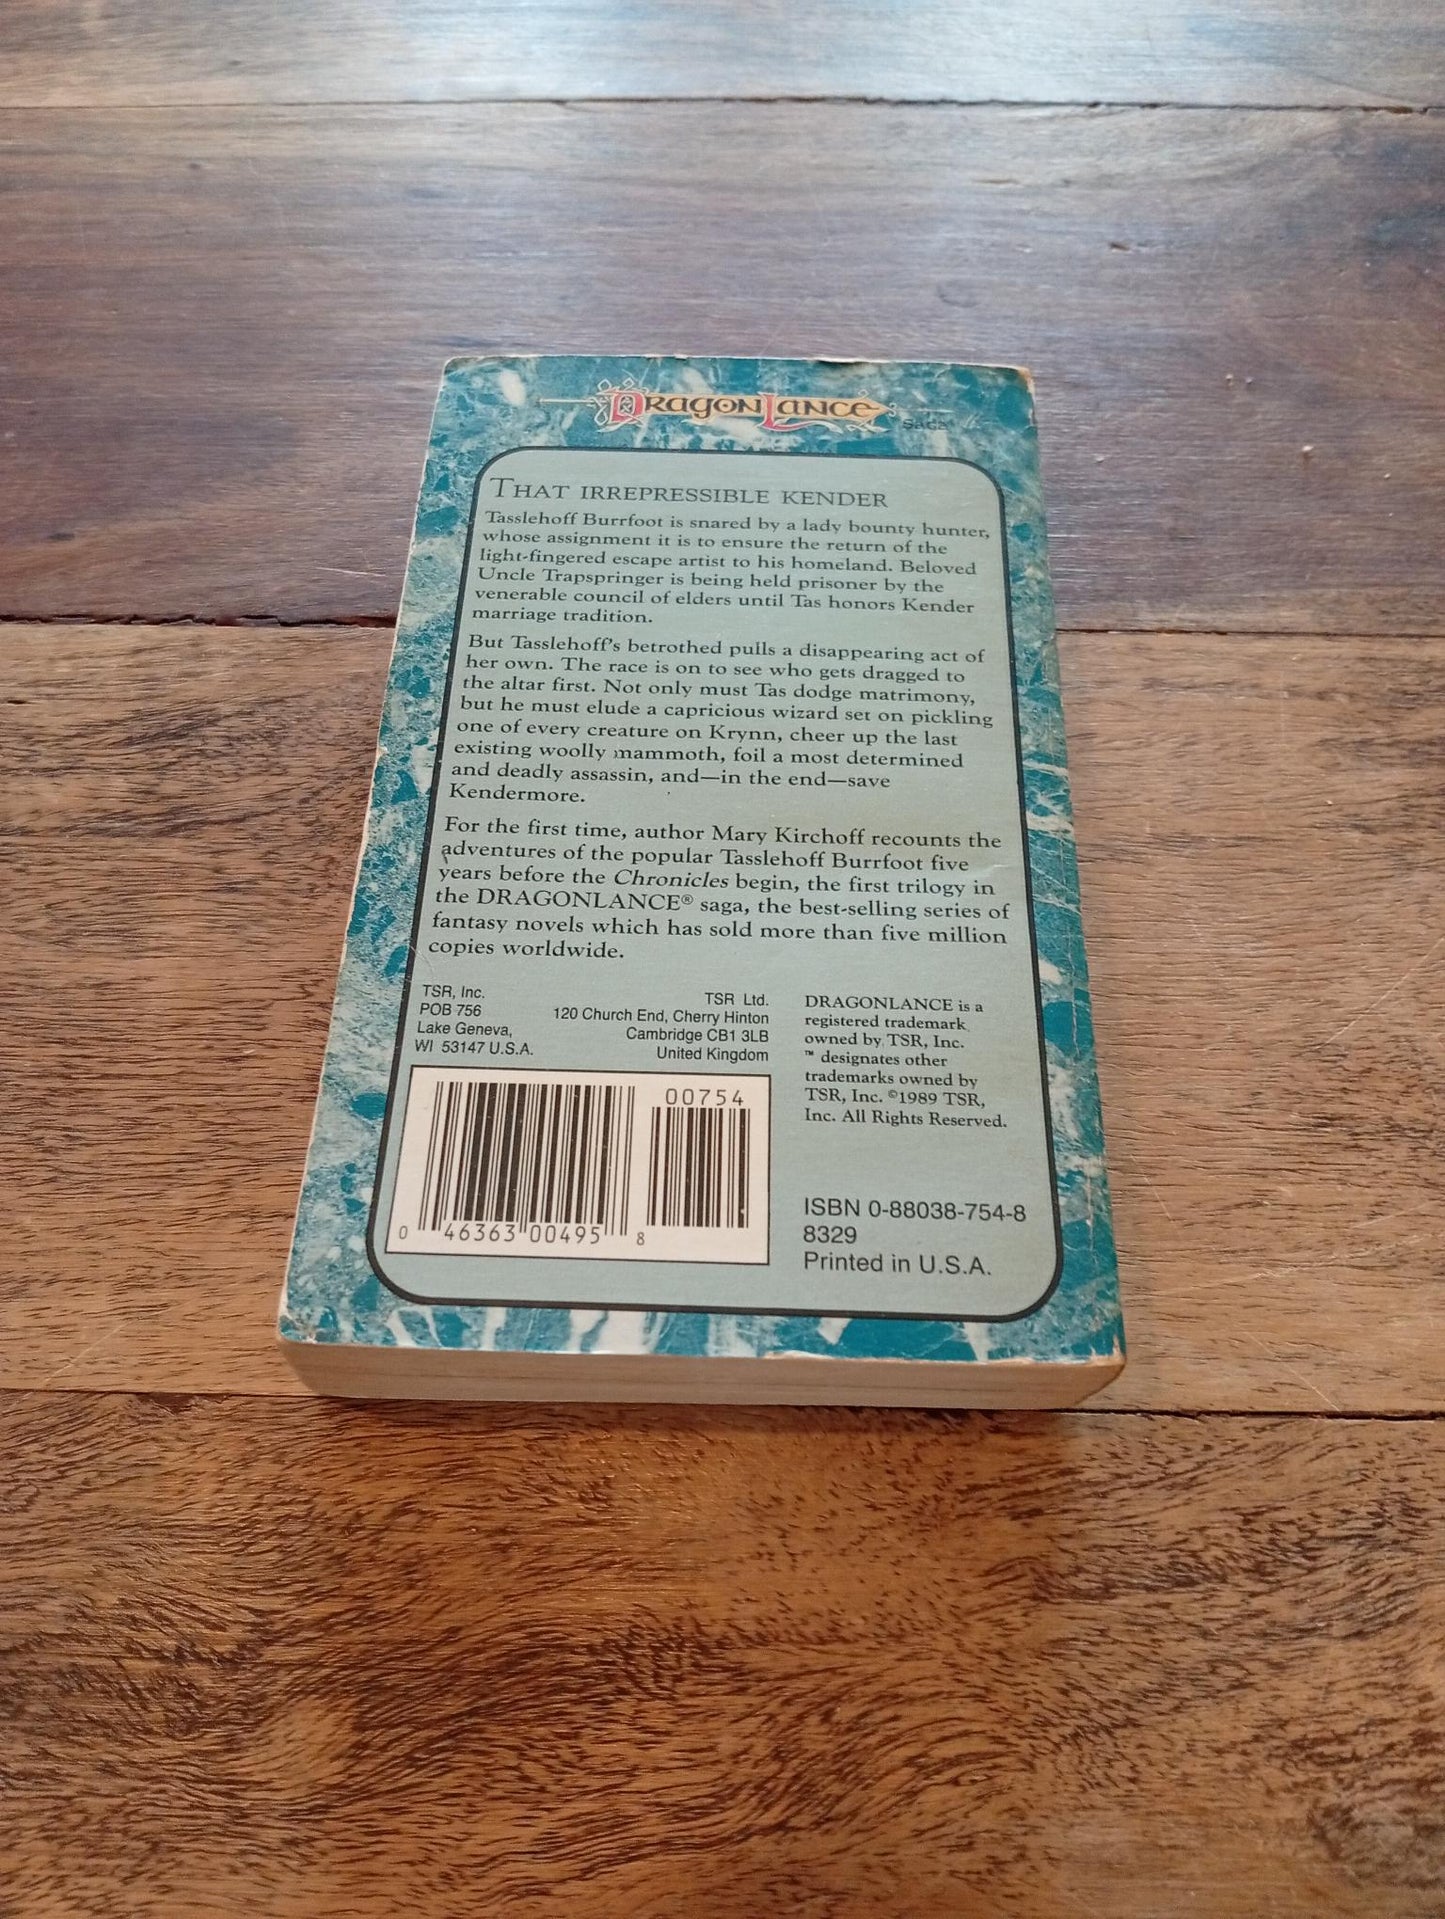 DRAGONLANCE
SAGA
THAT IRREPRESSIBLE KENDER
Tasslehoff Burrfoot is snared by a lady bounty hunter,
whose assignment it is to ensure the return of the
light-fingered escape artist to his homeland. Beloved
Uncle Trapspringer is being held prisoner by the
venerable council of elders until Tas honors Kender
marriage tradition.
But Tasslehoff's betrothed pulls a disappearing act of
her own. The race is on to see who gets dragged to
the altar first. Not only must Tas dodge matrimony,
but he must elude a capricious wizard set on pickling
one of every creature on Krynn, cheer up the last
existing woolly mammoth, foil a most determined
and deadly assassin, and—in the end—save
Kendermore.
For the first time, author Mary Kirchoff recounts the
adventures of the popular Tasslehoff Burrfoot five
years before the Chronicles begin, the first trilogy in
the DRAGONLANCE® saga, the best-selling series of
fantasy novels which has sold more than five million
copies worldwide.
TSR, Inc.
POB 756
Lake Geneva,
WI 53147 U.S.A.
TSR Ltd.
120 Church End, Cherry Hinton
Cambridge CB1 3LB
United Kingdom
DRAGONLANCE is a
registered trademark
owned by TSR, Inc.
™ designates other
trademarks owned by
TSR, Inc. ©1989 TSR,
Inc. All Rights Reserved.
00754
0 46363 00495 8
ISBN 0-88038-754-8
8329
Printed in U.S.A.